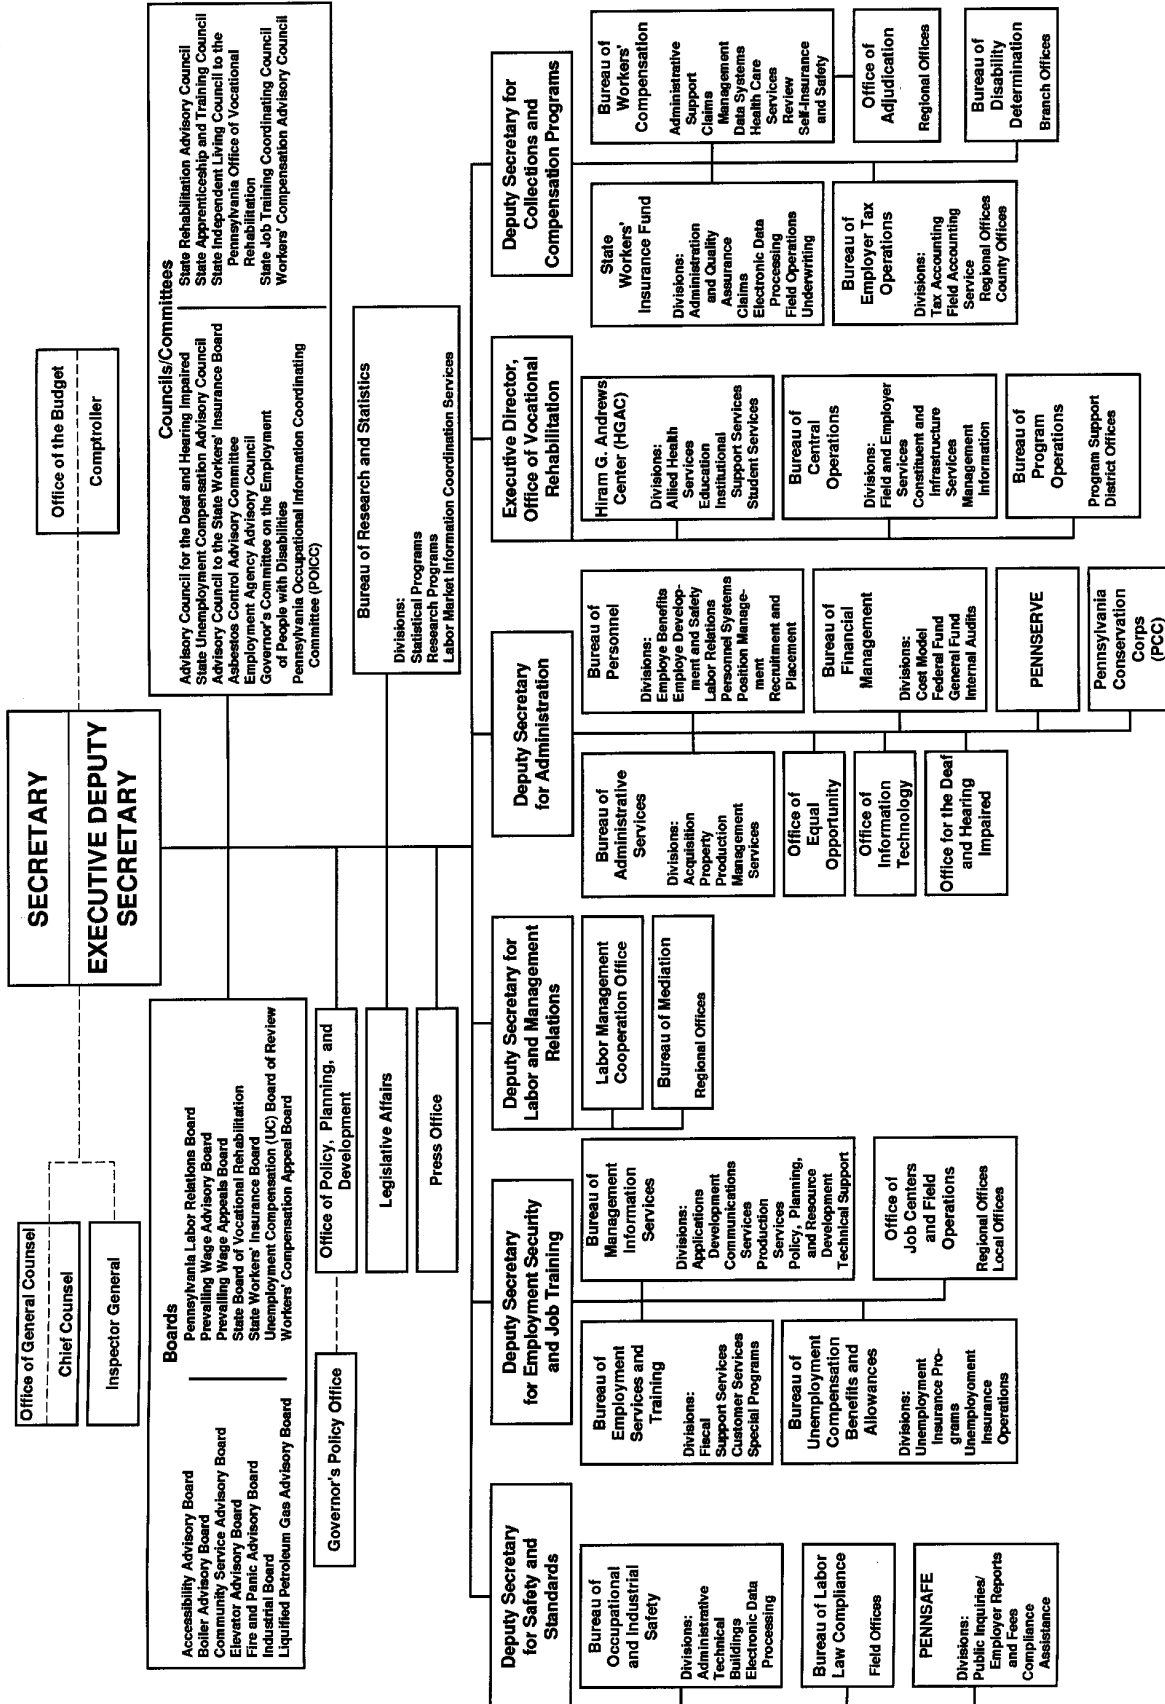 SECRETARY
EXECUTIVE DEPUTY
SECRETARY
Office of General Counsel
Chief Counsel
Inspector General
Office of the Budget
Comptroller
Boards
Accessibility Advisory Board
Boiler Advisory Board
Community Service Advisory Board
Elevator Advisory Board
Fire and Panic Advisory Board
Industrial Board
Liquified Petroleum Gas Advisory Board
Pennsylvania Labor Relations Board
Prevailing Wage Advisory Board
Prevailing Wage Appeals Board
State Board of Vocational Rehabilitation
State Workers' Insurance Board
Unemployment Compensation (UC) Board of Review
Workers' Compensation Appeal Board
Councils/Committees
Advisory Council for the Deaf and Hearing Impaired
State Unemployment Compensation Advisory Council
Advisory Council to the State Workers' Insurance Board
Asbestos Control Advisory Committee
Employment Agency Advisory Council
Governor's Committee on the Employment
of People with Disabilities
Pennsylvania Occupational Information Coordinating
Committee (POICC)
State Rehabilitation Advisory Council
State Apprenticeship and Training Council
State Independent Living Council to the
Pennsylvania Office of Vocational
Rehabilitation
State Job Training Coordinating Council
Workers' Compensation Advisory Council
Governor's Policy Office
Office of Policy, Planning, and
Development
Legislative Affairs
Press Office
Bureau of Research and Statistics
Divisions:
Statistical Programs
Research Programs
Labor Market Information Coordination Services
Deputy Secretary
for Safety and
Standards
Bureau of
Occupational
and Industrial
Safety
Divisions:
Administrative
Technical
Buildings
Electronic Data
Processing
Bureau of Labor
Law Compliance
Field Offices
PENNSAFE
Divisions:
Public Inquiries/
Employer Reports
and Fees
Compliance
Assistance
Deputy Secretary
for Employment Security
and Job Training
Bureau of
Employment
Services and
Training
Divisions:
Fiscal
Support Services
Customer Services
Special Programs
Bureau of
Unemployment
Compensation
Benefits and
Allowances
Divisions:
Unemployment
Insurance Pro-
grams
Unemployoment
Insurance
Operations
Bureau of
Management
Information
Services
Divisions:
Applications
Development
Communications
Services
Production
Services
Policy, Planning,
and Resource
Development
Technical Support
Office of
Job Centers
and Field
Operations
Regional Offices
Local Offices
Deputy Secretary for
Labor and Management
Relations
Labor Management
Cooperation Office
Bureau of Mediation
Regional Offices
Deputy Secretary
for Administration
Bureau of
Administrative
Services
Divisions:
Acquisition
Property
Production
Management
Services
Office of
Equal
Opportunity
Office of
Information
Technology
Office for the Deaf
and Hearing
Impaired
Bureau of
Personnel
Divisions:
Employe Benefits
Employe Develop-
ment and Safety
Labor Relations
Personnel Systems
Position Manage-
ment
Recruitment and
Placement
Bureau of
Financial
Management
Divisions:
Cost Model
Federal Fund
General Fund
Internal Audits
PENNSERVE
Pennsylvania
Conservation
Corps
(PCC)
Executive Director,
Office of Vocational
Rehabilitation
Hiram G. Andrews
Center (HGAC)
Divisions:
Allied Health
Services
Education
Institutional
Support Services
Student Services
Bureau of
Central
Operations
Divisions:
Field and Employer
Services
Constituent and
Infrastructure
Services
Management
Information
Bureau of
Program
Operations
Program Support
District Offices
Deputy Secretary for
Collections and
Compensation Programs
State
Workers'
Insurance Fund
Divisions:
Administration
and Quality
Assurance
Claims
Electronic Data
Processing
Field Operations
Underwriting
Bureau of
Employer Tax
Operations
Divisions:
Tax Accounting
Field Accounting
Service
Regional Offices
County Offices
Bureau of
Workers'
Compensation
Administrative
Support
Claims
Management
Data Systems
Health Care
Services
Review
Self-Insurance
and Safety
Office of
Adjudication
Regional Offices
Bureau of
Disability
Determination
Branch Offices